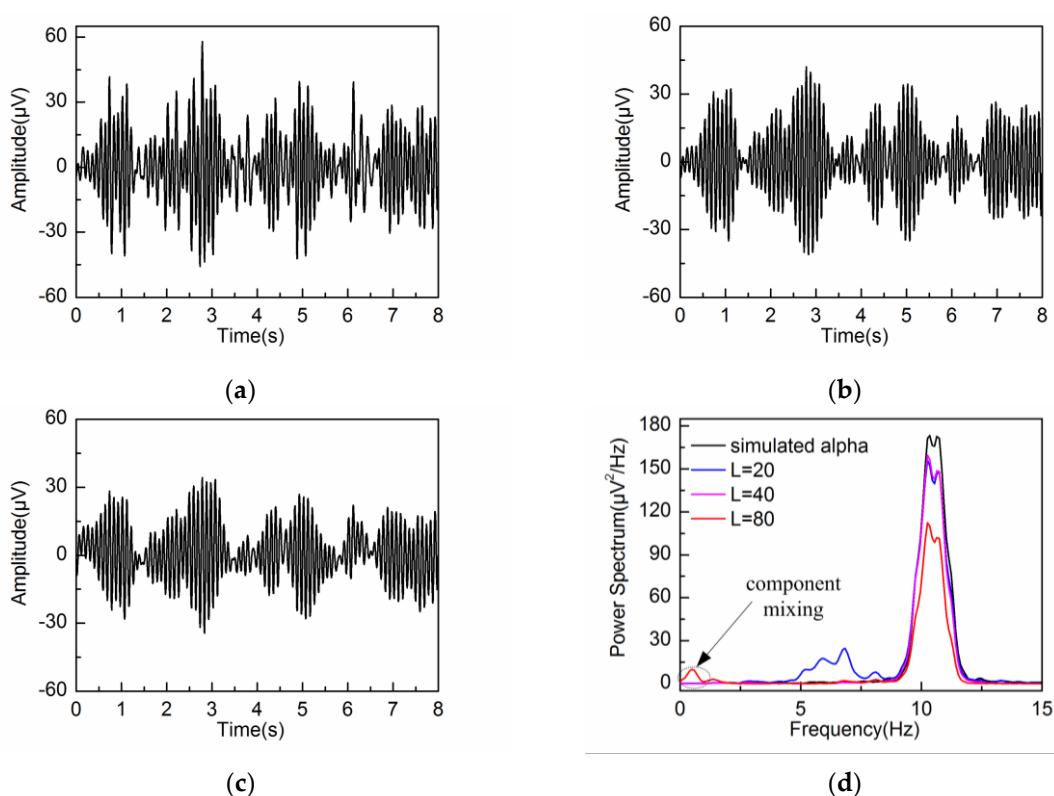 60
30
0
-30
-60
Amplitude(μV)
0 1 2 3 4 5 6 7 8
Time(s)
(a)
60
30
0
-30
-60
Amplitude(μV)
0 1 2 3 4 5 6 7 8
Time(s)
(b)
60
30
0
-30
-60
Amplitude(μV)
0 1 2 3 4 5 6 7 8
Time(s)
(c)
180
150
120
90
60
30
0
Power Spectrum(μV²/Hz)
simulated alpha
L=20
L=40
L=80
component
mixing
0 5 10 15
Frequency(Hz)
(d)